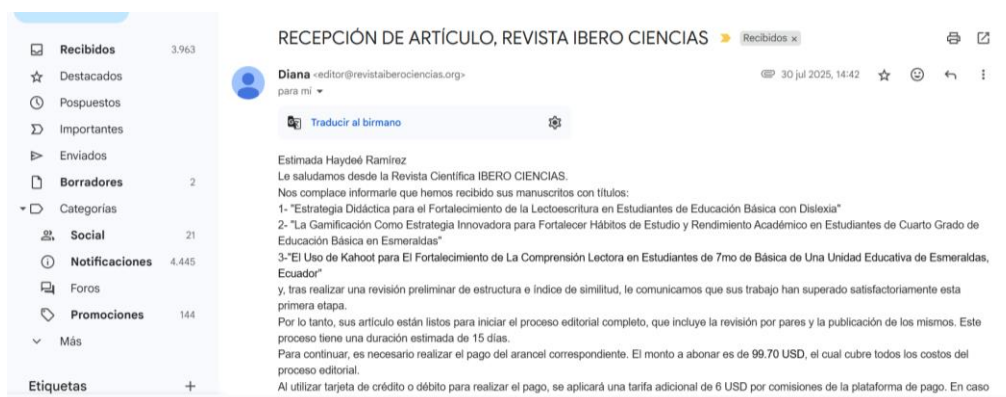 RECEPCIÓN DE ARTÍCULO, REVISTA IBERO CIENCIAS
Recibidos x
Recibidos 3.963
Destacados
Pospuestos
Importantes
Enviados
Borradores 2
Categorías
Social 21
Notificaciones 4.445
Foros
Promociones 144
Más
Etiquetas +
Diana <editor@revistaiberociencias.org>
30 jul 2025, 14:42
para mí
Traducir al birmano
Estimada Haydeé Ramírez
Le saludamos desde la Revista Científica IBERO CIENCIAS.
Nos complace informarle que hemos recibido sus manuscritos con títulos:
1- "Estrategia Didáctica para el Fortalecimiento de la Lectoescritura en Estudiantes de Educación Básica con Dislexia"
2- "La Gamificación Como Estrategia Innovadora para Fortalecer Hábitos de Estudio y Rendimiento Académico en Estudiantes de Cuarto Grado de
Educación Básica en Esmeraldas"
3-"El Uso de Kahoot para El Fortalecimiento de La Comprensión Lectora en Estudiantes de 7mo de Básica de Una Unidad Educativa de Esmeraldas,
Ecuador"
y, tras realizar una revisión preliminar de estructura e índice de similitud, le comunicamos que sus trabajo han superado satisfactoriamente esta
primera etapa.
Por lo tanto, sus artículo están listos para iniciar el proceso editorial completo, que incluye la revisión por pares y la publicación de los mismos. Este
proceso tiene una duración estimada de 15 días.
Para continuar, es necesario realizar el pago del arancel correspondiente. El monto a abonar es de 99.70 USD, el cual cubre todos los costos del
proceso editorial.
Al utilizar tarjeta de crédito o débito para realizar el pago, se aplicará una tarifa adicional de 6 USD por comisiones de la plataforma de pago. En caso